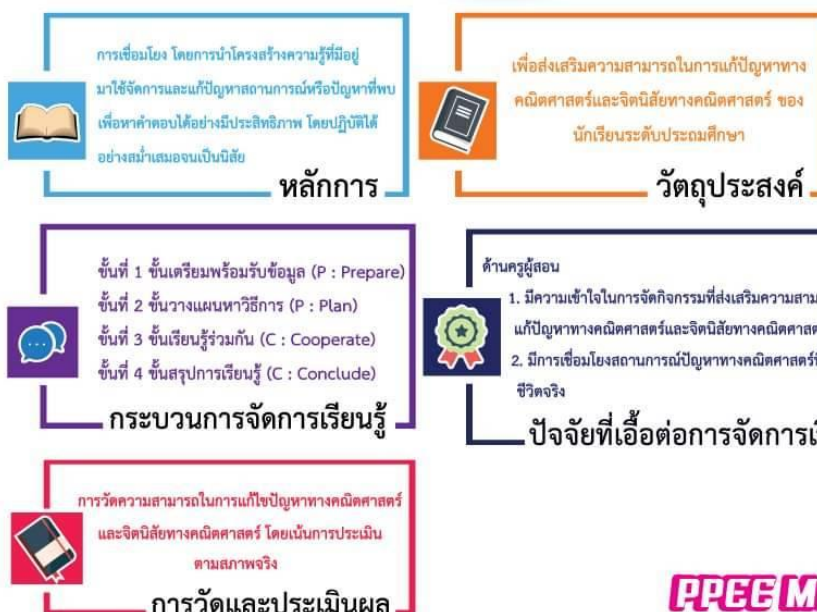 การเชื่อมโยง โดยการนำโครงสร้างความรู้ที่มีอยู่
มาใช้จัดการและแก้ปัญหาสถานการณ์หรือปัญหาที่พบ
เพื่อหาคำตอบได้อย่างมีประสิทธิภาพ โดยปฏิบัติได้
อย่างสม่ำเสมอจนเป็นนิสัย
หลักการ
เพื่อส่งเสริมความสามารถในการแก้ปัญหาทาง
คณิตศาสตร์และจิตนิสัยทางคณิตศาสตร์ ของ
นักเรียนระดับประถมศึกษา
วัตถุประสงค์
ขั้นที่ 1 ขั้นเตรียมพร้อมรับข้อมูล (P : Prepare)
ขั้นที่ 2 ขั้นวางแผนหาวิธีการ (P : Plan)
ขั้นที่ 3 ขั้นเรียนรู้ร่วมกัน (C : Cooperate)
ขั้นที่ 4 ขั้นสรุปการเรียนรู้ (C : Conclude)
กระบวนการจัดการเรียนรู้
ด้านครูผู้สอน
1. มีความเข้าใจในการจัดกิจกรรมที่ส่งเสริมความสาม
แก้ปัญหาทางคณิตศาสตร์และจิตนิสัยทางคณิตศาส
2. มีการเชื่อมโยงสถานการณ์ปัญหาทางคณิตศาสตร์
ชีวิตจริง
ปัจจัยที่เอื้อต่อการจัดการเ
การวัดความสามารถในการแก้ไขปัญหาทางคณิตศาสตร์
และจิตนิสัยทางคณิตศาสตร์ โดยเน้นการประเมิน
ตามสภาพจริง
การวัดและประเมินผล